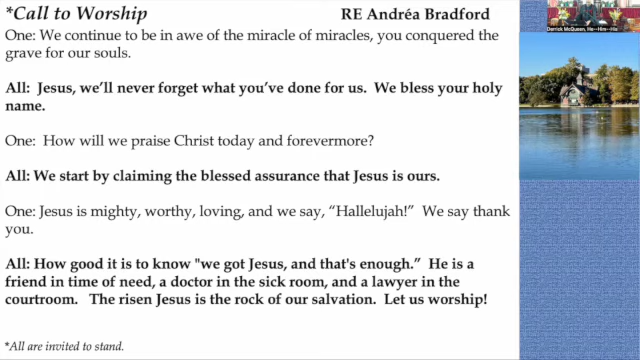 *Call to Worship RE Andréa Bradford
One: We continue to be in awe of the miracle of miracles, you conquered the
grave for our souls.
All: Jesus, we’ll never forget what you’ve done for us. We bless your holy
name.
One: How will we praise Christ today and forevermore?
All: We start by claiming the blessed assurance that Jesus is ours.
One: Jesus is mighty, worthy, loving, and we say, “Hallelujah!” We say thank
you.
All: How good it is to know "we got Jesus, and that's enough.” He is a
friend in time of need, a doctor in the sick room, and a lawyer in the
courtroom. The risen Jesus is the rock of our salvation. Let us worship!
*All are invited to stand.
Derrick McQueen, He~Him~His